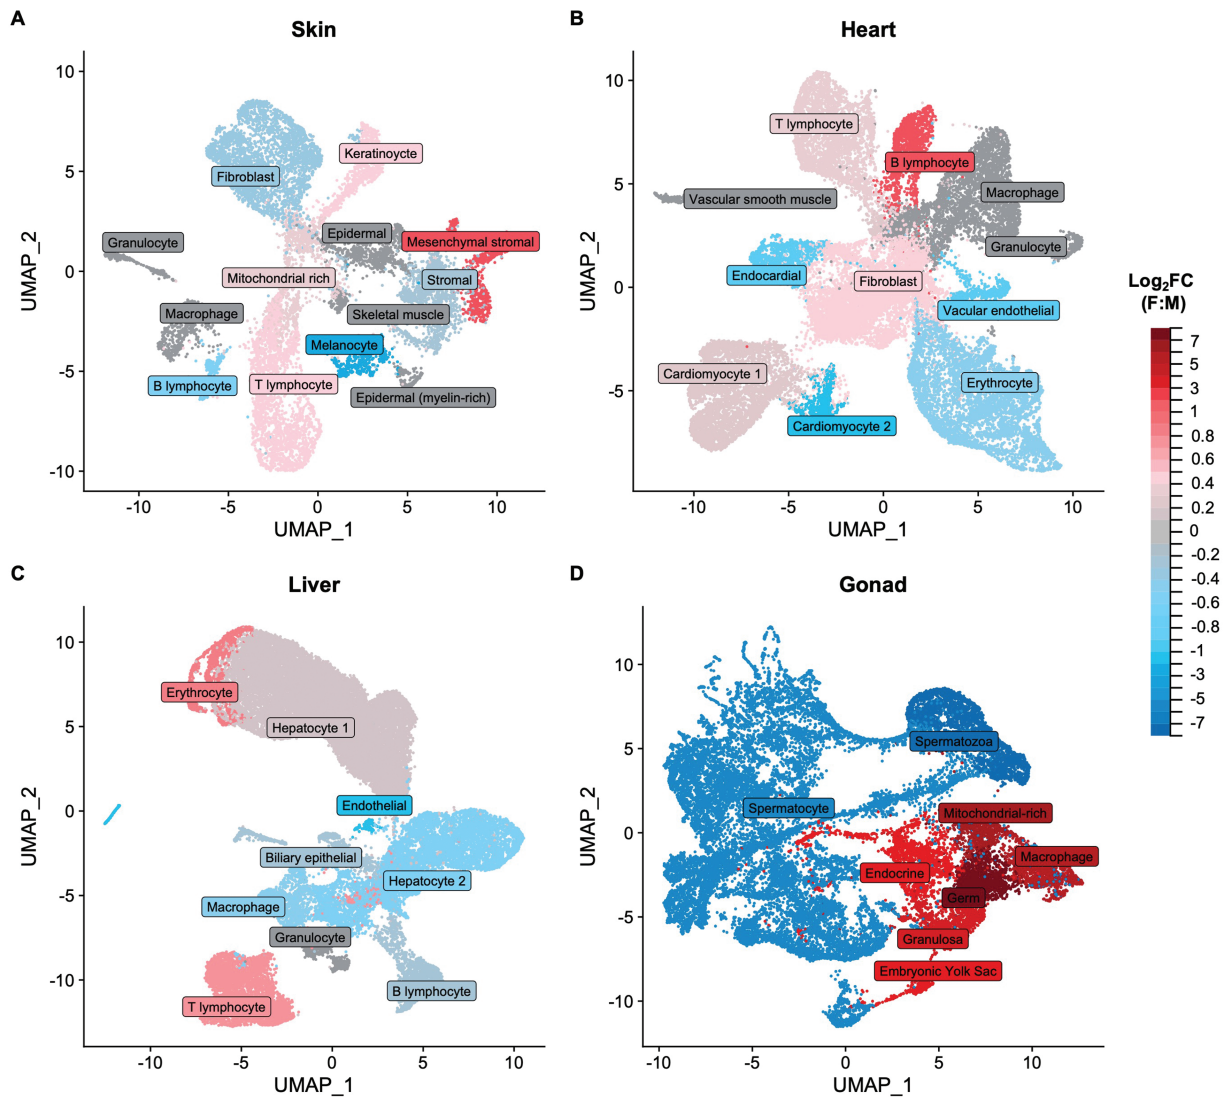 A
Skin
10
5
0
-5
-10
UMAP_2
-10
-5
0
5
10
UMAP_1
Fibroblast
Keratinoycte
Granulocyte
Epidermal
Mesenchymal stromal
Mitochondrial rich
Stromal
Macrophage
Skeletal muscle
Melanocyte
B lymphocyte
T lymphocyte
Epidermal (myelin-rich)
B
Heart
10
5
0
-5
UMAP_2
-10
-5
0
5
10
UMAP_1
T lymphocyte
B lymphocyte
Vascular smooth muscle
Macrophage
Granulocyte
Endocardial
Fibroblast
Vacular endothelial
Cardiomyocyte 1
Erythrocyte
Cardiomyocyte 2
C
Liver
10
5
0
-5
-10
UMAP_2
-10
-5
0
5
10
UMAP_1
Erythrocyte
Hepatocyte 1
Endothelial
Biliary epithelial
Hepatocyte 2
Macrophage
Granulocyte
B lymphocyte
T lymphocyte
D
Gonad
10
5
0
-5
-10
UMAP_2
-10
-5
0
5
10
UMAP_1
Spermatozoa
Spermatocyte
Mitochondrial-rich
Macrophage
Endocrine
Germ
Granulosa
Embryonic Yolk Sac
Log2FC
(F:M)
7
5
3
1
0.8
0.6
0.4
0.2
0
-0.2
-0.4
-0.6
-0.8
-1
-3
-5
-7